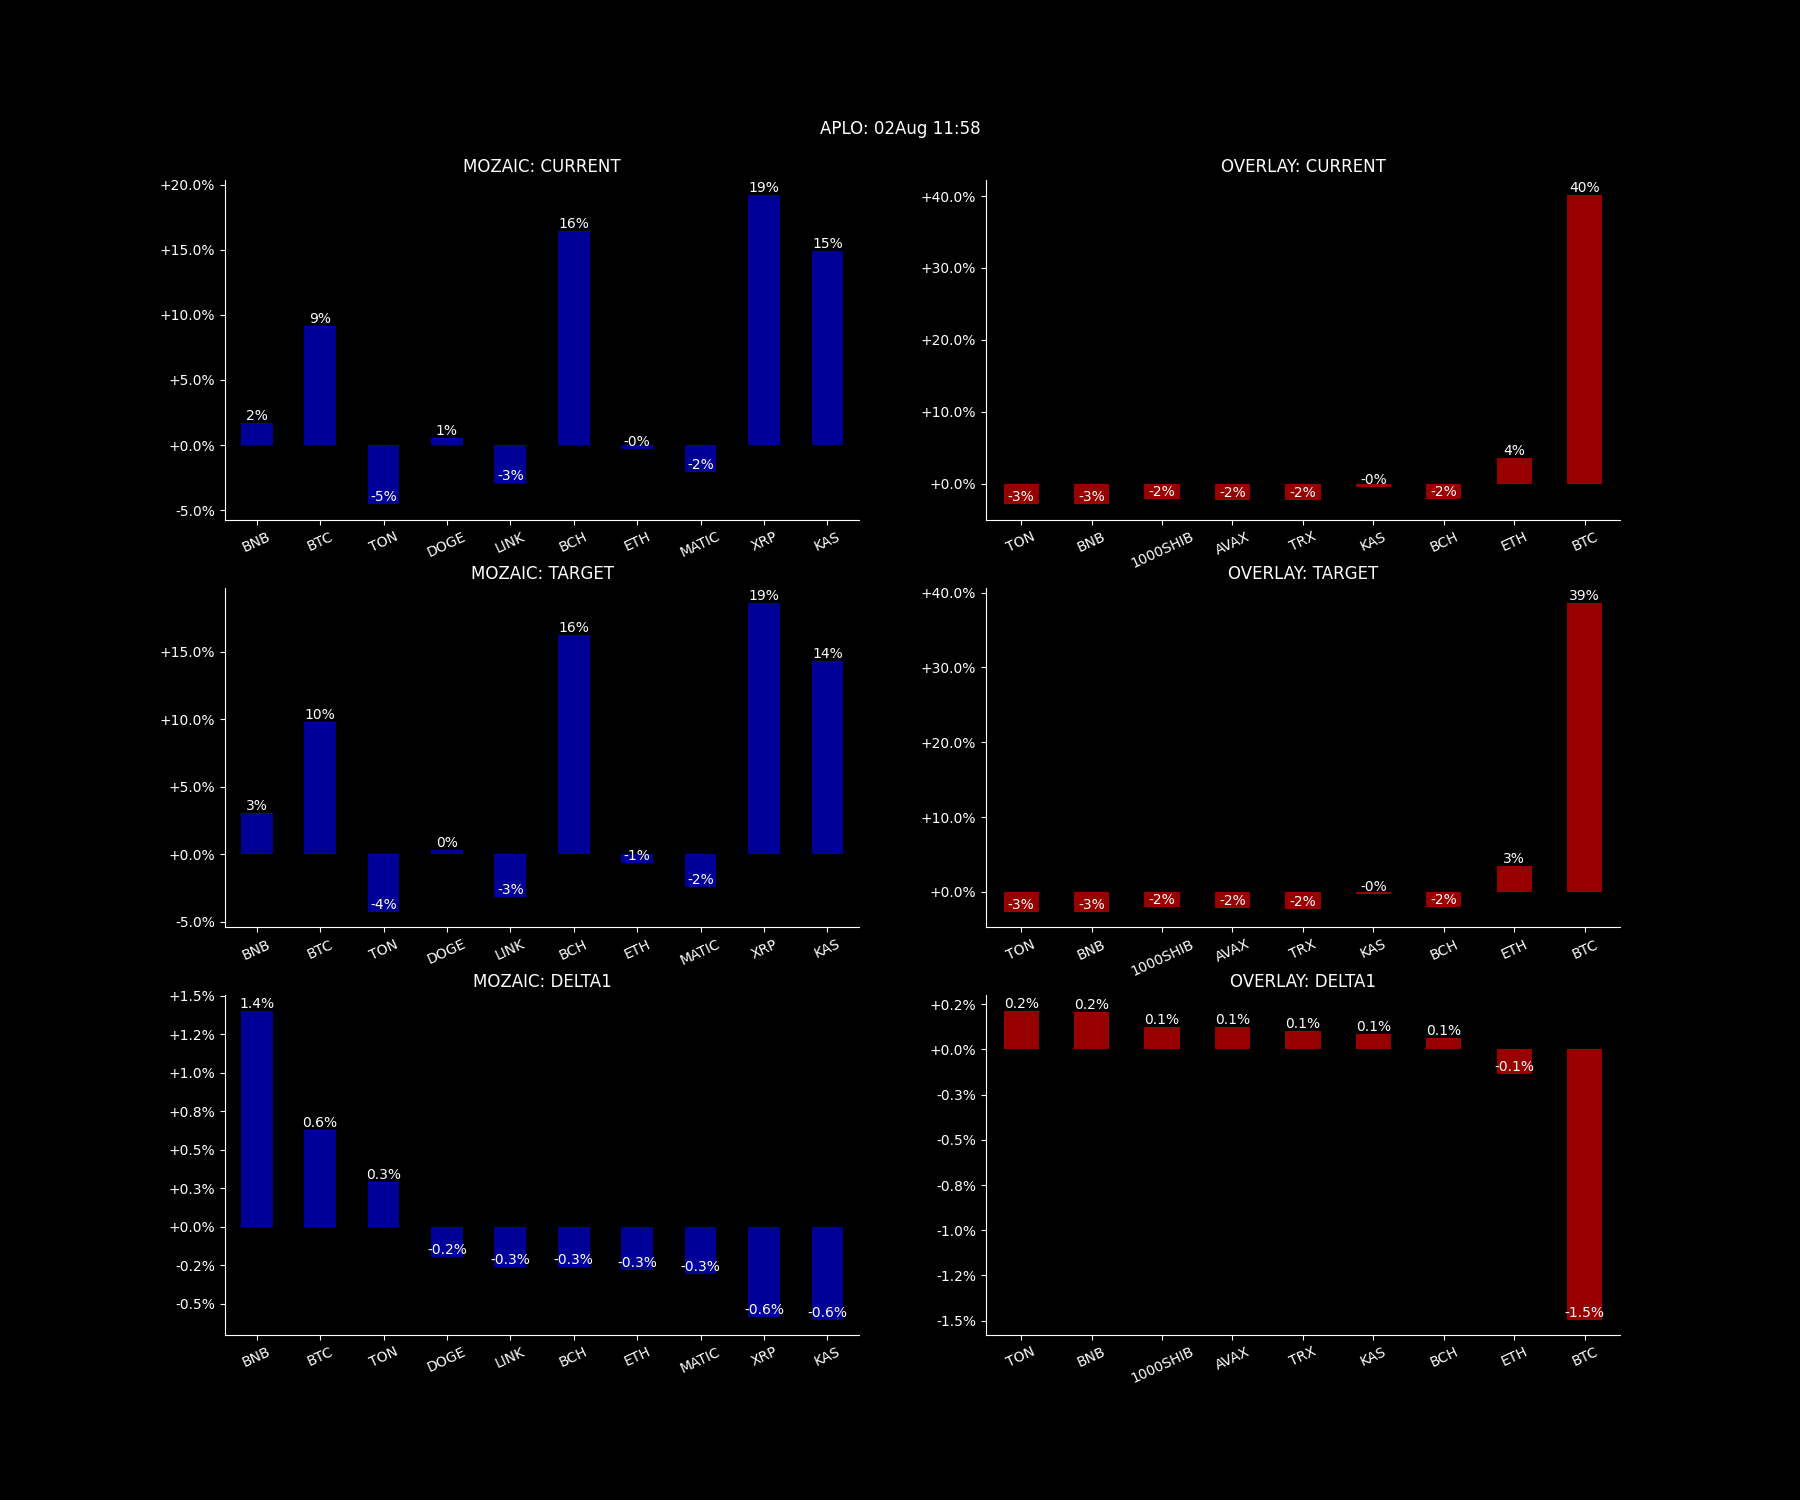 APLO: 02Aug 11:58
MOZAIC: CURRENT
+20.0%
+15.0%
+10.0%
+5.0%
+0.0%
-5.0%
2%
9%
-5%
1%
-3%
16%
-0%
-2%
19%
15%
BNB
BTC
TON
DOGE
LINK
BCH
ETH
MATIC
XRP
KAS
OVERLAY: CURRENT
+40.0%
+30.0%
+20.0%
+10.0%
+0.0%
-3%
-3%
-2%
-2%
-2%
-0%
-2%
4%
40%
TON
BNB
1000SHIB
AVAX
TRX
KAS
BCH
ETH
BTC
MOZAIC: TARGET
+15.0%
+10.0%
+5.0%
+0.0%
-5.0%
3%
10%
-4%
0%
-3%
16%
-1%
-2%
19%
14%
BNB
BTC
TON
DOGE
LINK
BCH
ETH
MATIC
XRP
KAS
OVERLAY: TARGET
+40.0%
+30.0%
+20.0%
+10.0%
+0.0%
-3%
-3%
-2%
-2%
-2%
-0%
-2%
3%
39%
TON
BNB
1000SHIB
AVAX
TRX
KAS
BCH
ETH
BTC
MOZAIC: DELTA1
+1.5%
+1.2%
+1.0%
+0.8%
+0.5%
+0.3%
+0.0%
-0.2%
-0.5%
1.4%
0.6%
0.3%
-0.2%
-0.3%
-0.3%
-0.3%
-0.3%
-0.6%
-0.6%
BNB
BTC
TON
DOGE
LINK
BCH
ETH
MATIC
XRP
KAS
OVERLAY: DELTA1
+0.2%
+0.0%
-0.3%
-0.5%
-0.8%
-1.0%
-1.2%
-1.5%
0.2%
0.2%
0.1%
0.1%
0.1%
0.1%
0.1%
-0.1%
-1.5%
TON
BNB
1000SHIB
AVAX
TRX
KAS
BCH
ETH
BTC